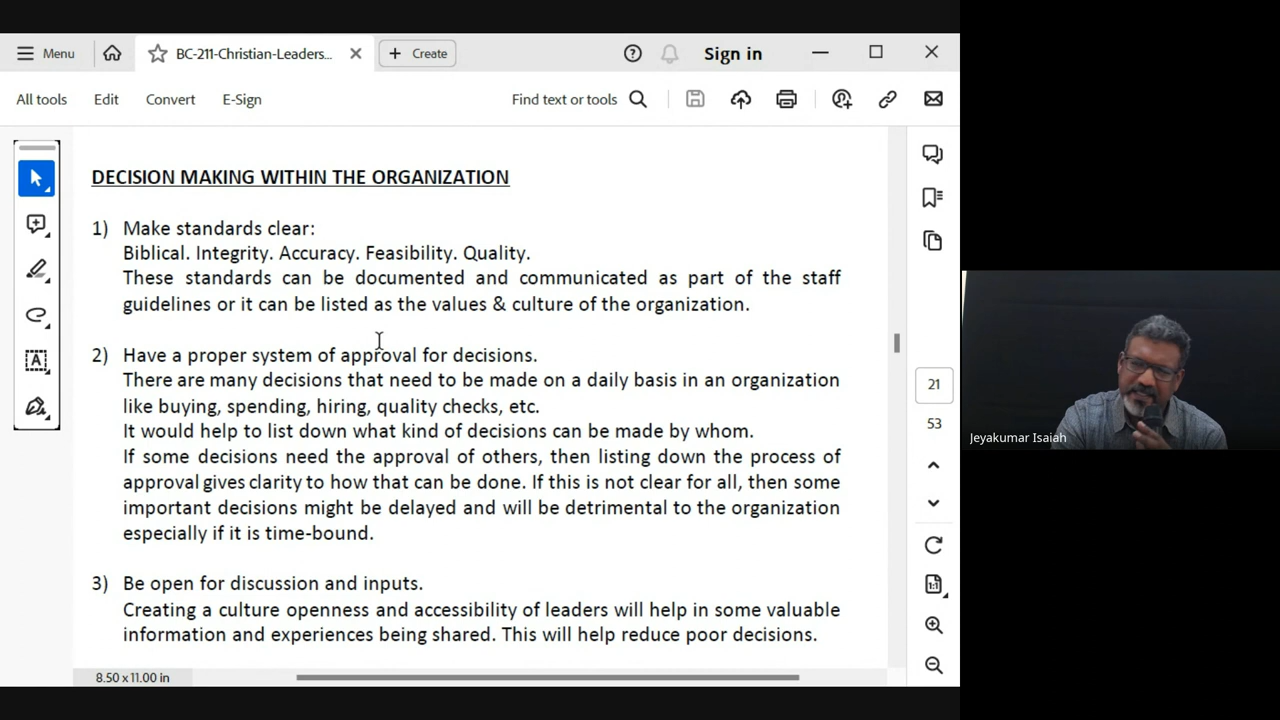 Menu
BC-211-Christian-Leaders...
Create
Sign in
All tools
Edit
Convert
E-Sign
Find text or tools
DECISION MAKING WITHIN THE ORGANIZATION
1) Make standards clear:
Biblical. Integrity. Accuracy. Feasibility. Quality.
These standards can be documented and communicated as part of the staff
guidelines or it can be listed as the values & culture of the organization.
2) Have a proper system of approval for decisions.
There are many decisions that need to be made on a daily basis in an organization
like buying, spending, hiring, quality checks, etc.
It would help to list down what kind of decisions can be made by whom.
If some decisions need the approval of others, then listing down the process of
approval gives clarity to how that can be done. If this is not clear for all, then some
important decisions might be delayed and will be detrimental to the organization
especially if it is time-bound.
3) Be open for discussion and inputs.
Creating a culture openness and accessibility of leaders will help in some valuable
information and experiences being shared. This will help reduce poor decisions.
8.50 x 11.00 in
21
53
1:1
Jeyakumar Isaiah